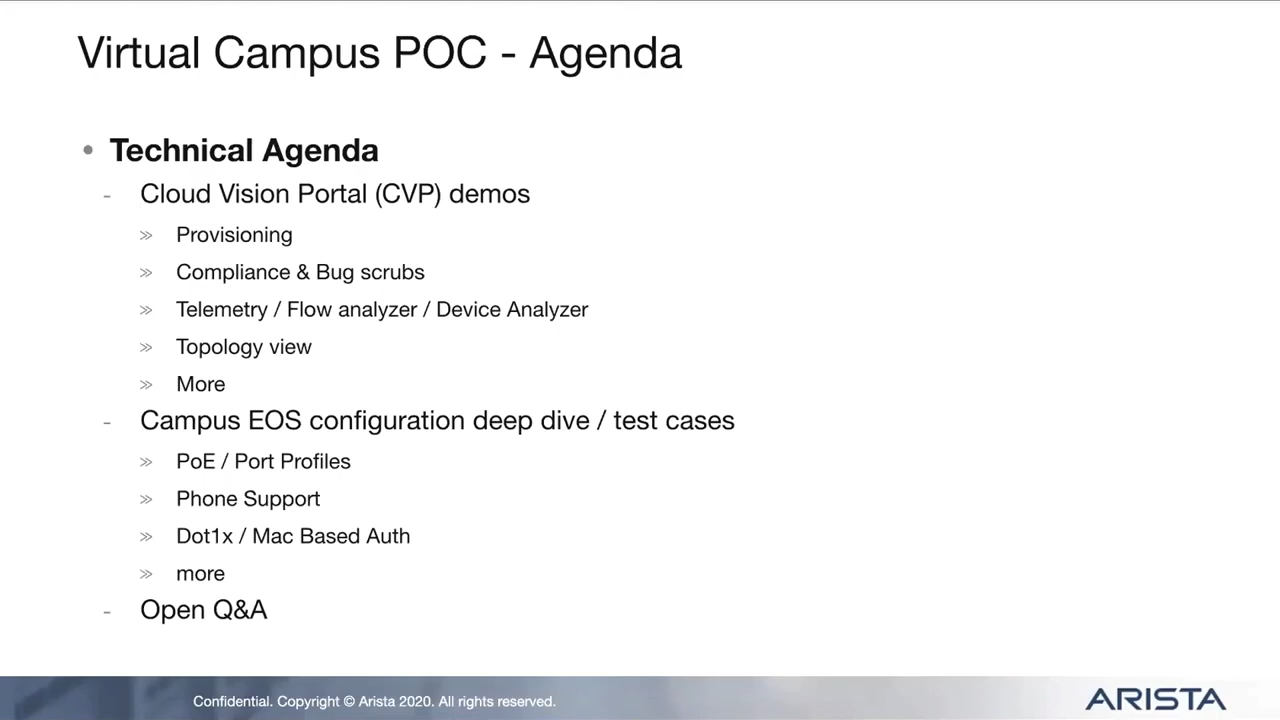 Virtual Campus POC - Agenda
• Technical Agenda
- Cloud Vision Portal (CVP) demos
» Provisioning
» Compliance & Bug scrubs
» Telemetry / Flow analyzer / Device Analyzer
» Topology view
» More
- Campus EOS configuration deep dive / test cases
» PoE / Port Profiles
» Phone Support
» Dot1x / Mac Based Auth
» more
- Open Q&A
Confidential. Copyright © Arista 2020. All rights reserved.
ARISTA